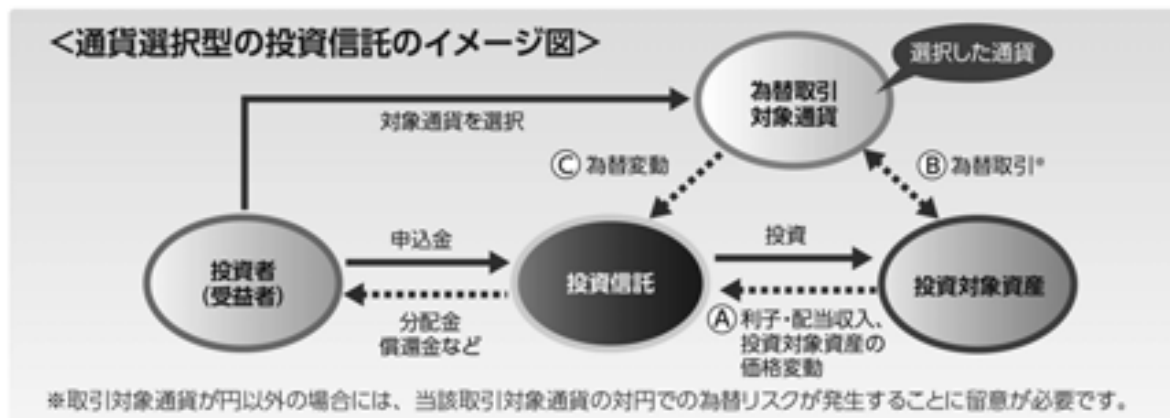 <通貨選択型の投資信託のイメージ図>
選択した通貨
為替取引
対象通貨
対象通貨を選択
Ⓒ 為替変動
Ⓑ 為替取引*
申込金
投資
投資者
(受益者)
投資信託
投資対象資産
分配金
償還金など
Ⓐ 利子・配当収入、
投資対象資産の
価格変動
※取引対象通貨が円以外の場合には、当該取引対象通貨の対円での為替リスクが発生することに留意が必要です。